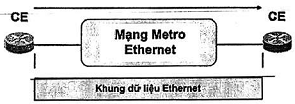 CE
CE
Mạng Metro
Ethernet
Khung dữ liệu Ethernet